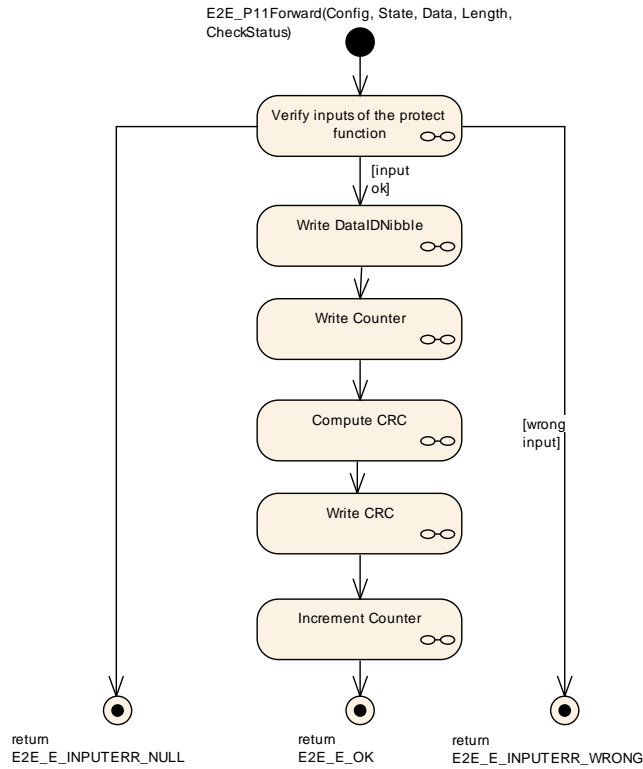 E2E_P11Forward(Config, State, Data, Length,
CheckStatus)
Verify inputs of the protect
function
[input
ok]
Write DataIDNibble
Write Counter
Compute CRC
[wrong
input]
Write CRC
Increment Counter
return
E2E_E_INPUTERR_NULL
return
E2E_E_OK
return
E2E_E_INPUTERR_WRONG